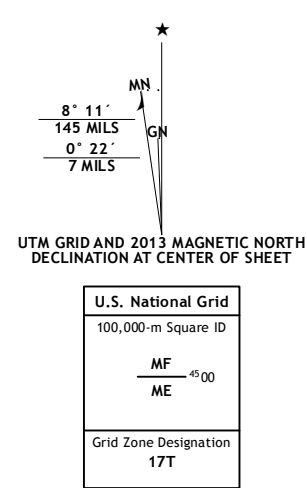 ★
MN
8° 11´
145 MILS
GN
0° 22´
7 MILS
UTM GRID AND 2013 MAGNETIC NORTH
DECLINATION AT CENTER OF SHEET
U.S. National Grid
100,000-m Square ID
MF
4500
ME
Grid Zone Designation
17T